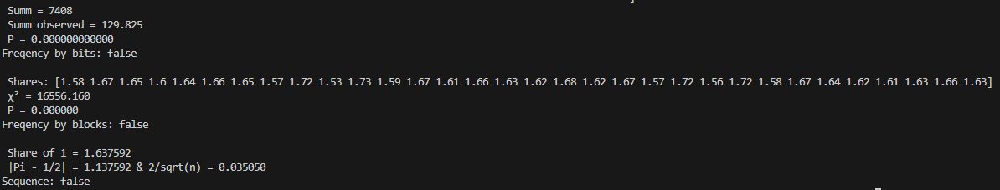 ]
Summ = 7408
Summ observed = 129.825
P = 0.000000000000
Freqency by bits: false
Shares: [1.58 1.67 1.65 1.6 1.64 1.66 1.65 1.57 1.72 1.53 1.73 1.59 1.67 1.61 1.66 1.63 1.62 1.68 1.62 1.67 1.57 1.72 1.56 1.72 1.58 1.67 1.64 1.62 1.61 1.63 1.66 1.63]
χ² = 16556.160
P = 0.000000
Freqency by blocks: false
Share of 1 = 1.637592
|Pi - 1/2| = 1.137592 & 2/sqrt(n) = 0.035050
Sequence: false